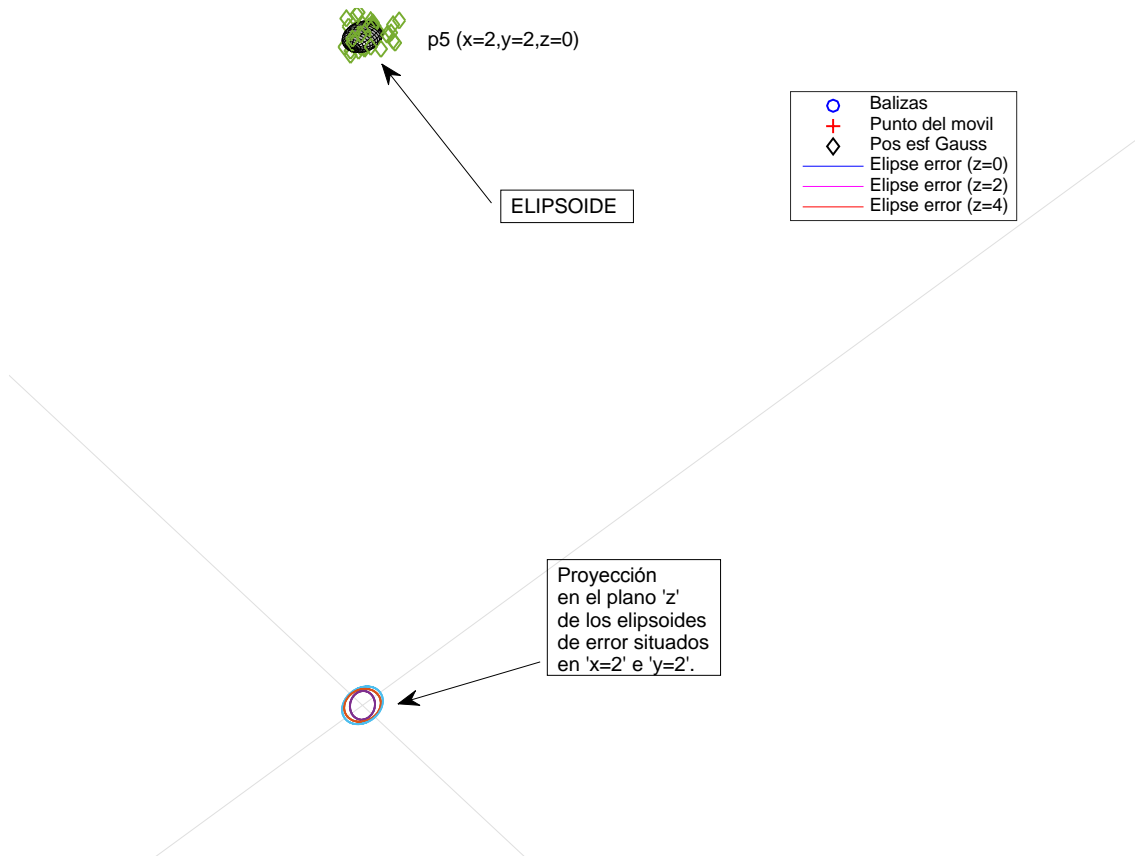 p5 (x=2,y=2,z=0)
Balizas
Punto del movil
Pos esf Gauss
Elipse error (z=0)
Elipse error (z=2)
Elipse error (z=4)
ELIPSOIDE
Proyección
en el plano 'z'
de los elipsoides
de error situados
en 'x=2' e 'y=2'.